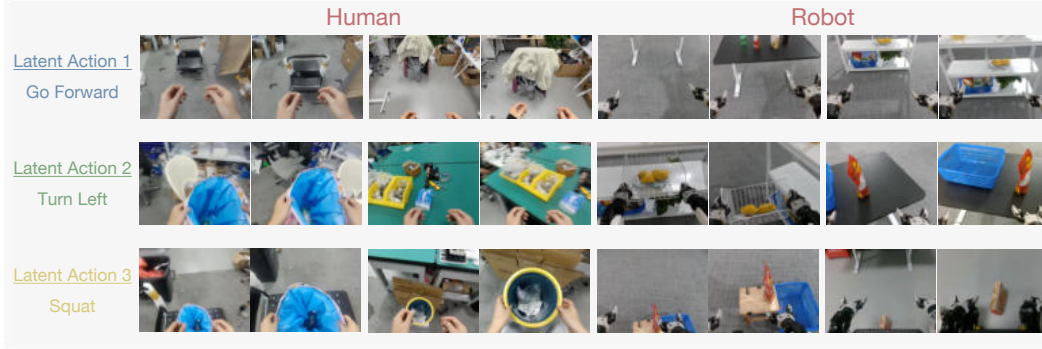 Human
Robot
Latent Action 1
Go Forward
Latent Action 2
Turn Left
Latent Action 3
Squat